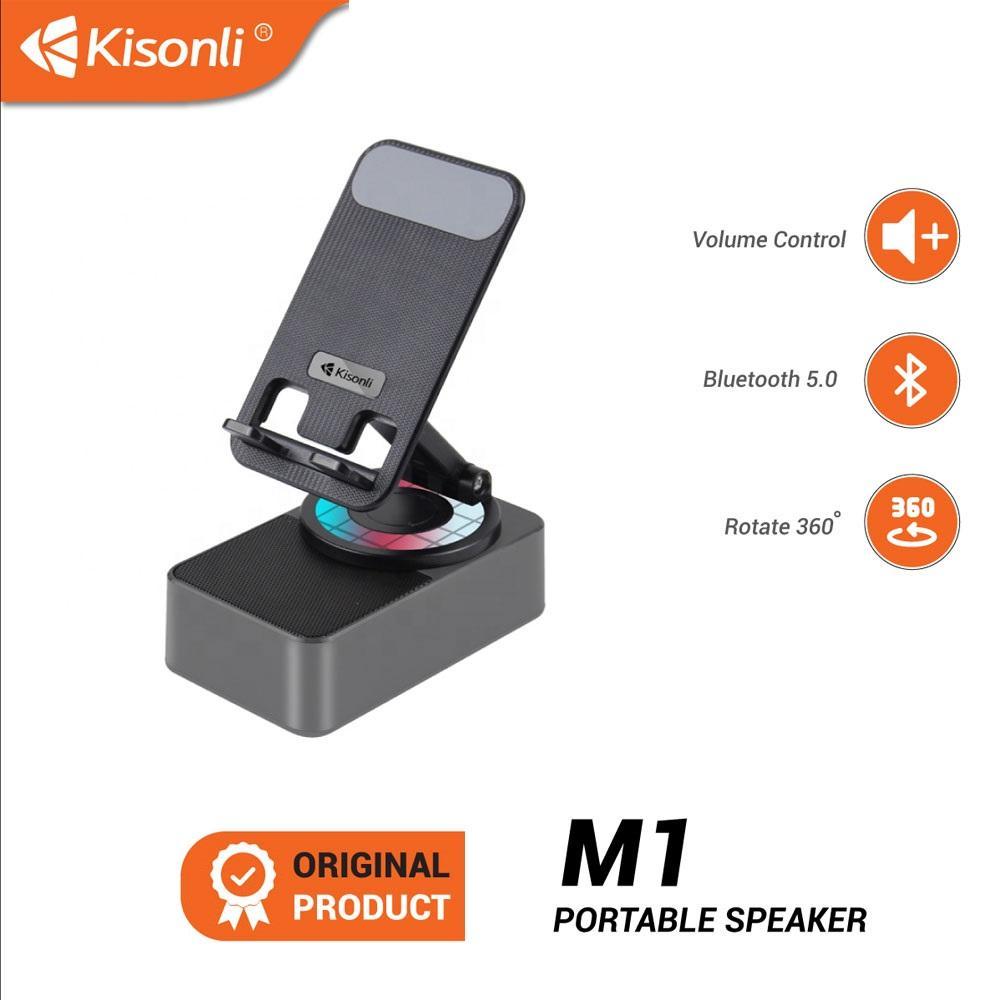 Kisonli ®
Volume Control
Kisonli
Bluetooth 5.0
360
Rotate 360°
ORIGINAL
PRODUCT
M1
PORTABLE SPEAKER